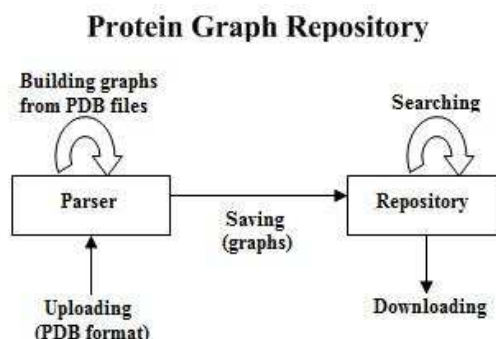 Protein Graph Repository
Building graphs
from PDB files
Searching
Parser
Saving
(graphs)
Repository
Uploading
(PDB format)
Downloading